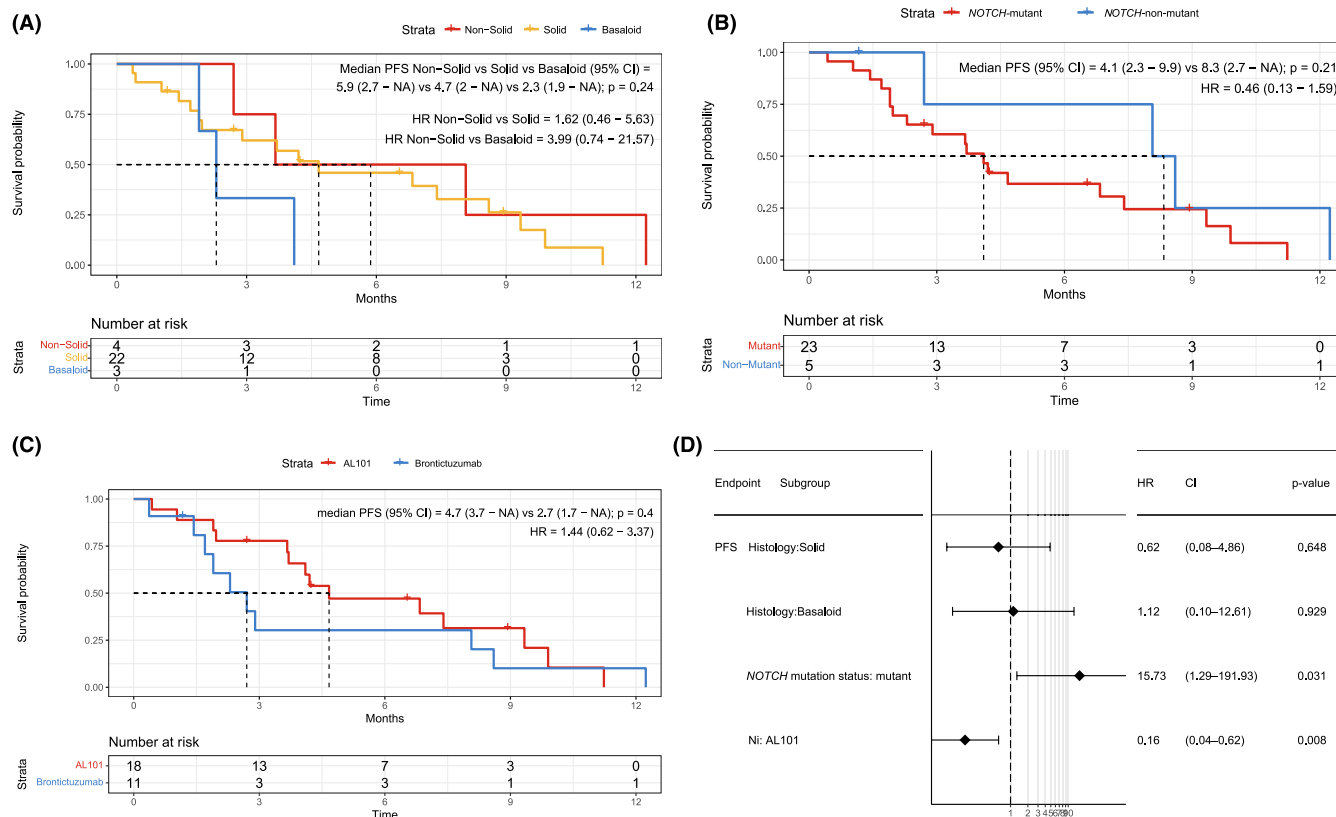 (A)
Strata Non−Solid Solid Basaloid
Median PFS Non−Solid vs Solid vs Basaloid (95% CI) =
5.9 (2.7 − NA) vs 4.7 (2 − NA) vs 2.3 (1.9 − NA); p = 0.24
HR Non−Solid vs Solid = 1.62 (0.46 − 5.63)
HR Non−Solid vs Basaloid = 3.99 (0.74 − 21.57)
Survival probability
1.00
0.75
0.50
0.25
0.00
0 3 6 9 12
Months
Number at risk
Strata
Non−Solid 4 3 2 1 1
Solid 22 12 8 3 0
Basaloid 3 1 0 0 0
0 3 6 9 12
Time
(B)
Strata NOTCH-mutant NOTCH-non-mutant
Median PFS (95% CI) = 4.1 (2.3 − 9.9) vs 8.3 (2.7 − NA); p = 0.21
HR = 0.46 (0.13 − 1.59)
Survival probability
1.00
0.75
0.50
0.25
0.00
0 3 6 9 12
Months
Number at risk
Strata
Mutant 23 13 7 3 0
Non−Mutant 5 3 3 1 1
0 3 6 9 12
Time
(C)
Strata AL101 Brontictuzumab
median PFS (95% CI) = 4.7 (3.7 − NA) vs 2.7 (1.7 − NA); p = 0.4
HR = 1.44 (0.62 − 3.37)
Survival probability
1.00
0.75
0.50
0.25
0.00
0 3 6 9 12
Months
Number at risk
Strata
AL101 18 13 7 3 0
Brontictuzumab 11 3 3 1 1
0 3 6 9 12
Time
(D)
Endpoint Subgroup HR CI p-value
PFS Histology:Solid 0.62 (0.08–4.86) 0.648
Histology:Basaloid 1.12 (0.10–12.61) 0.929
NOTCH mutation status: mutant 15.73 (1.29–191.93) 0.031
Ni: AL101 0.16 (0.04–0.62) 0.008
1 2 3 4 5 6 7 8 9 10